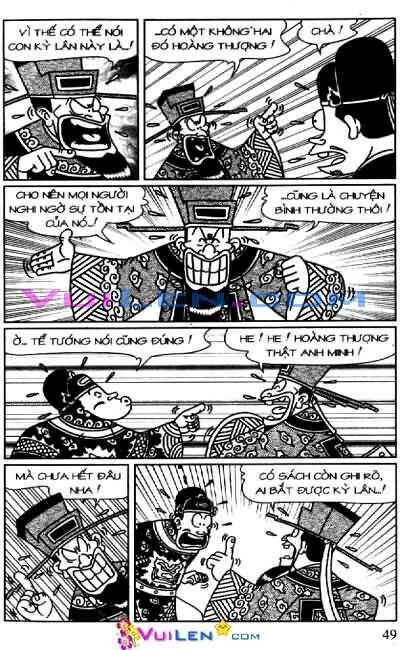 VÌ THẾ CÓ THỂ NÓI
CON KỲ LÂN NÀY LÀ...!
...CÓ MỘT KHÔNG HAI
ĐÓ HOÀNG THƯỢNG!
CHÀ!
CHO NÊN MỌI NGƯỜI
NGHI NGỜ SỰ TỒN TẠI
CỦA NÓ...!
...CŨNG LÀ CHUYỆN
BÌNH THƯỜNG THÔI!
VUILEN.COM
Ờ... TỂ TƯỚNG NÓI CŨNG ĐÚNG!
HE! HE! HOÀNG THƯỢNG
THẬT ANH MINH!
MÀ CHƯA HẾT ĐÂU
NHA!
CÓ SÁCH CÒN GHI RÕ,
AI BẮT ĐƯỢC KỲ LÂN...!
VUILEN.COM
49